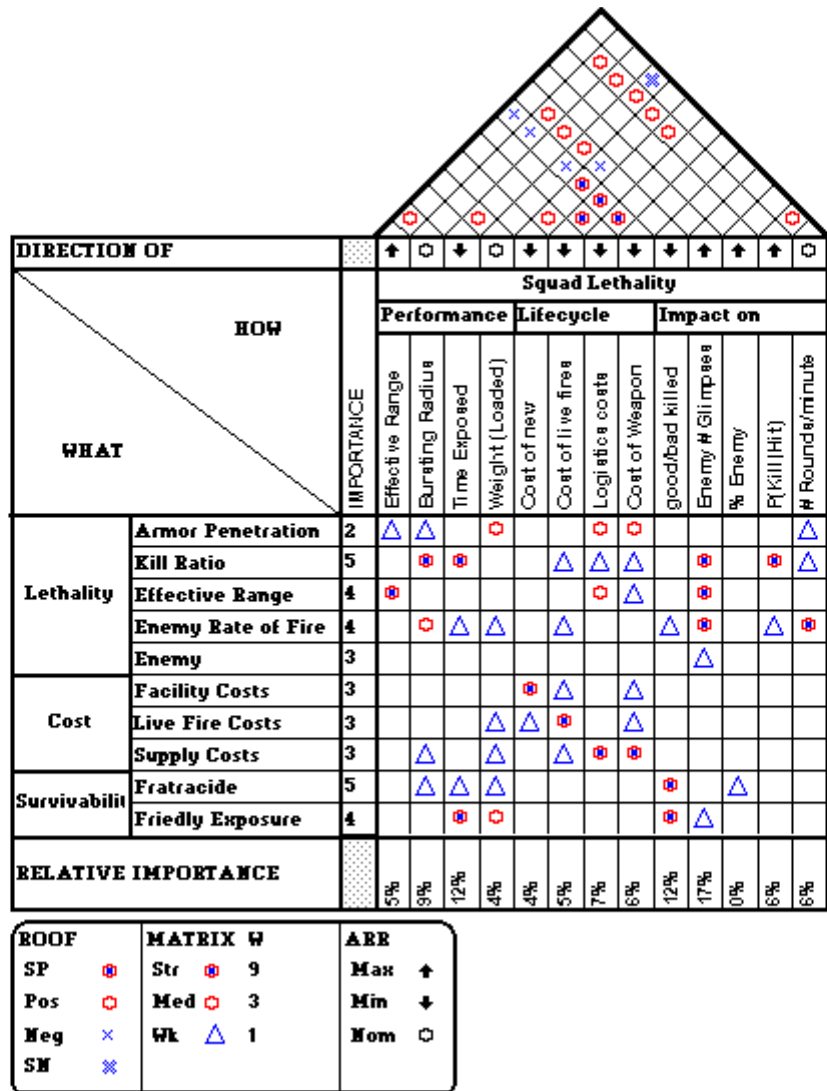 DIRECTION OF
Squad Lethality
HOW
Performance Lifecycle Impact on
WHAT
IMPORTANCE
Effective Range
Bursting Radius
Time Exposed
Weight (Loaded)
Cost of new
Cost of live fires
Logistics costs
Cost of Weapon
good/bad killed
Enemy # Glimpses
% Enemy
P(Kill|Hit)
# Rounds/minute
Lethality
Armor Penetration 2
Kill Ratio 5
Effective Range 4
Enemy Rate of Fire 4
Enemy 3
Cost
Facility Costs 3
Live Fire Costs 3
Supply Costs 3
Survivabilit
Fratracide 5
Friedly Exposure 4
RELATIVE IMPORTANCE 5% 9% 12% 4% 4% 5% 7% 6% 12% 17% 0% 6% 6%
ROOF MATRIX W ARR
SP Str 9 Max
Pos Med 3 Min
Neg Wk 1 Nom
SN